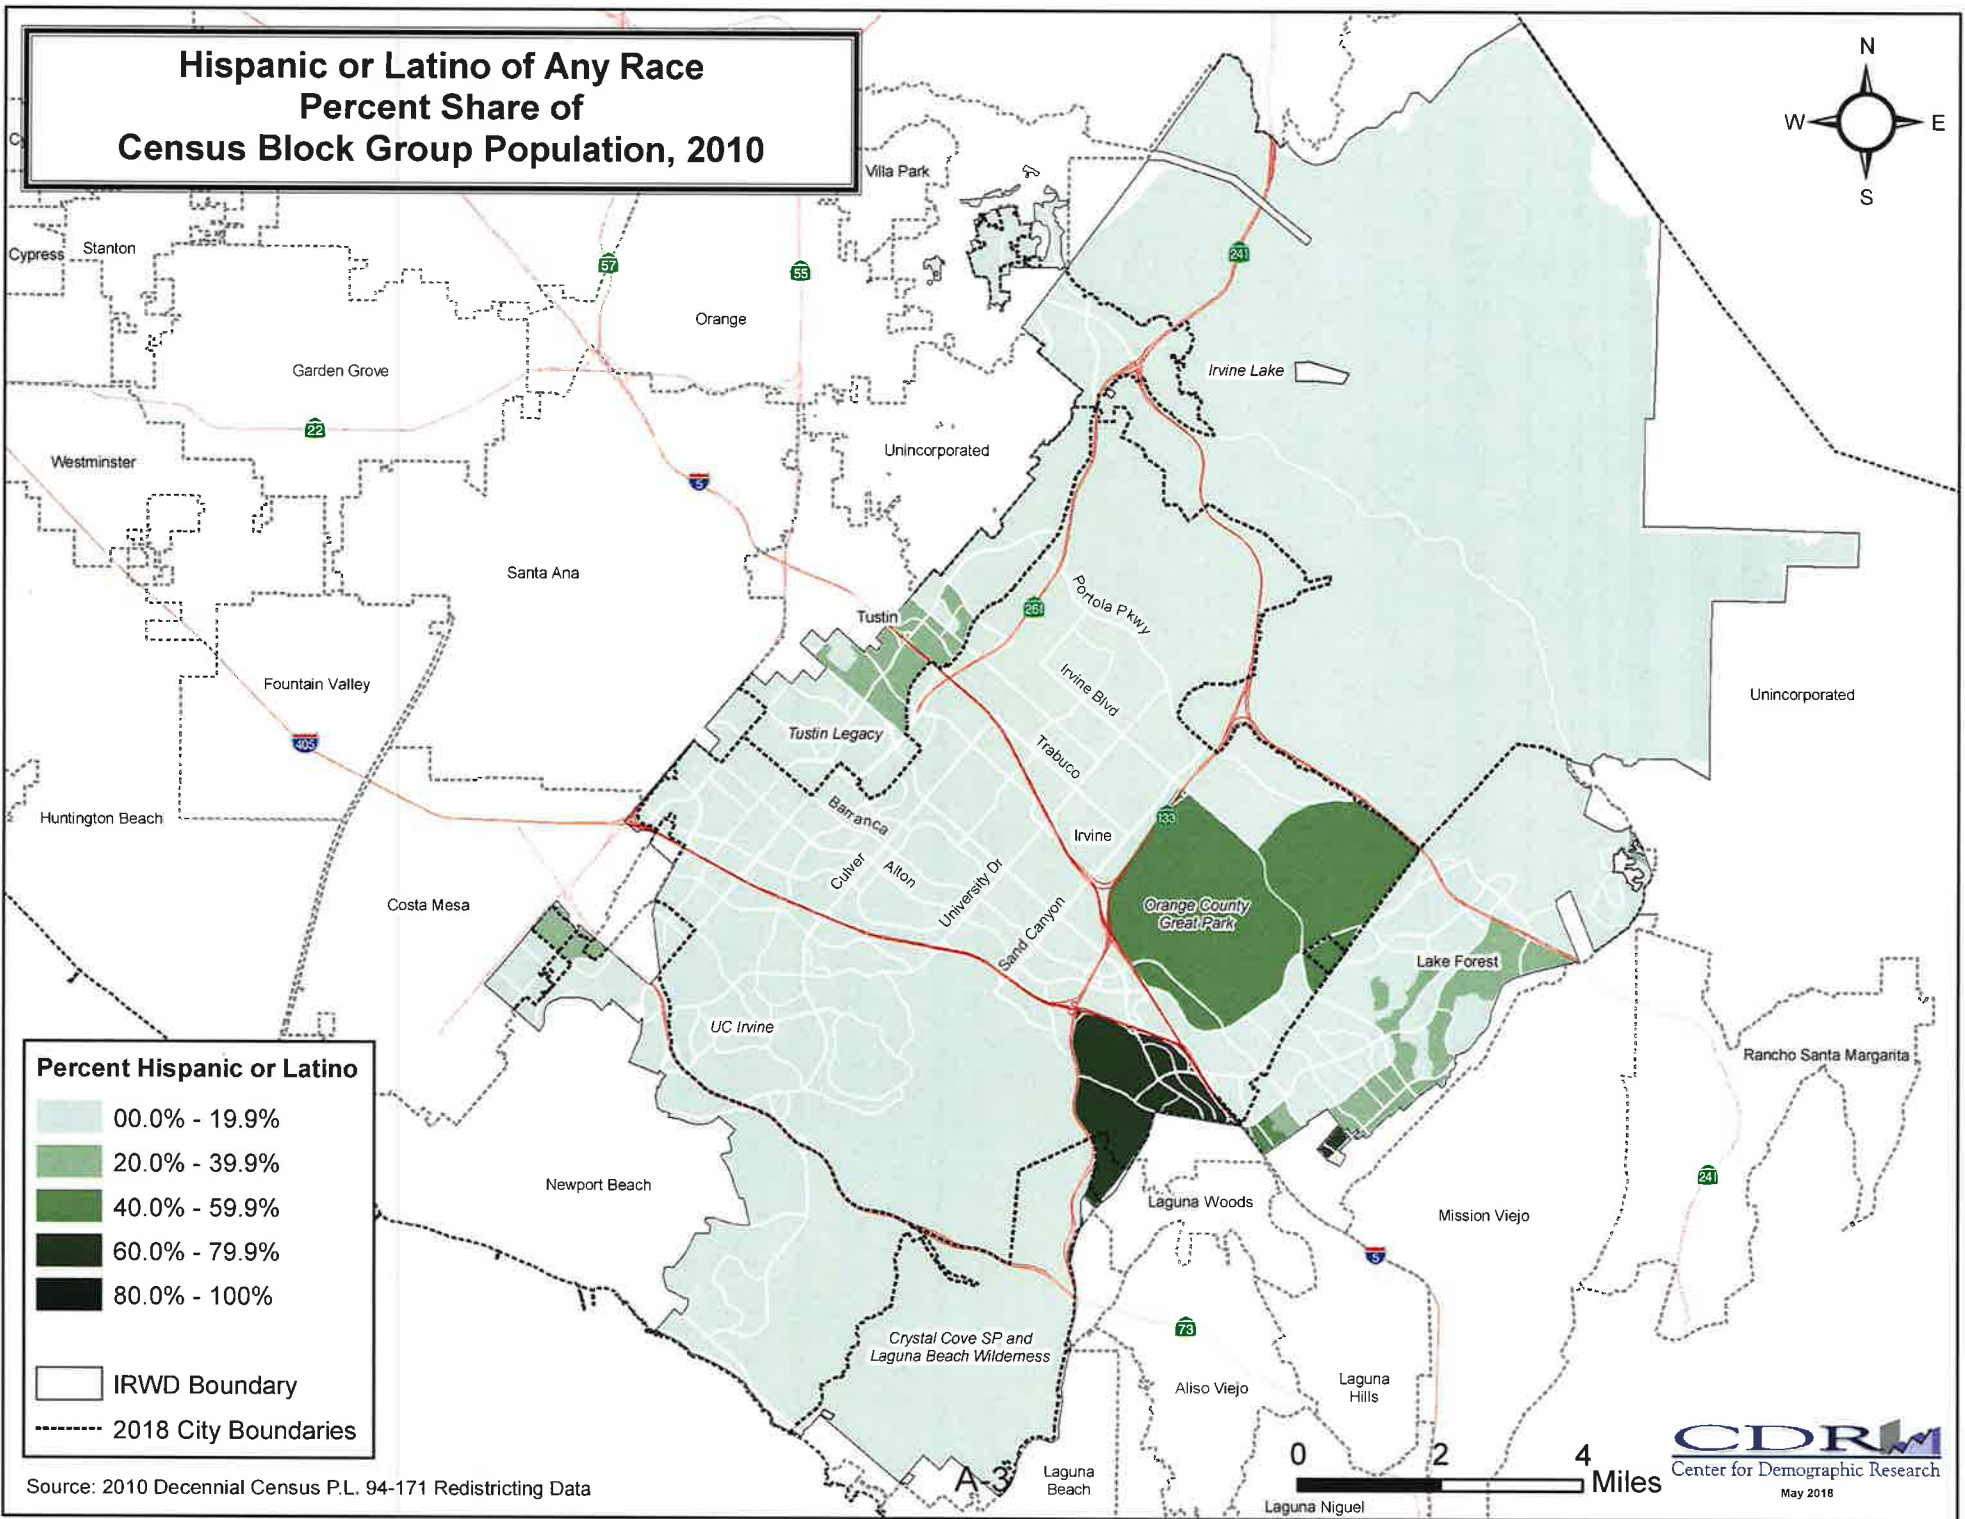 Hispanic or Latino of Any Race
Percent Share of
Census Block Group Population, 2010
N
W
E
S
Villa Park
Cypress
Stanton
57
55
241
Orange
Garden Grove
Irvine Lake
22
Westminster
Unincorporated
5
Santa Ana
Portola Pkwy
261
Tustin
Irvine Blvd
Fountain Valley
Unincorporated
Tustin Legacy
405
Trabuco
Barranca
Huntington Beach
133
Irvine
Culver
Alton
University Dr
Costa Mesa
Orange County
Great Park
Sand Canyon
Lake Forest
UC Irvine
Rancho Santa Margarita
Percent Hispanic or Latino
00.0% - 19.9%
20.0% - 39.9%
40.0% - 59.9%
60.0% - 79.9%
80.0% - 100%
IRWD Boundary
2018 City Boundaries
Newport Beach
Laguna Woods
241
Mission Viejo
5
73
Crystal Cove SP and
Laguna Beach Wilderness
Aliso Viejo
Laguna
Hills
0 2 4
Miles
CDR
Center for Demographic Research
May 2018
Source: 2010 Decennial Census P.L. 94-171 Redistricting Data
A-3
Laguna
Beach
Laguna Niguel